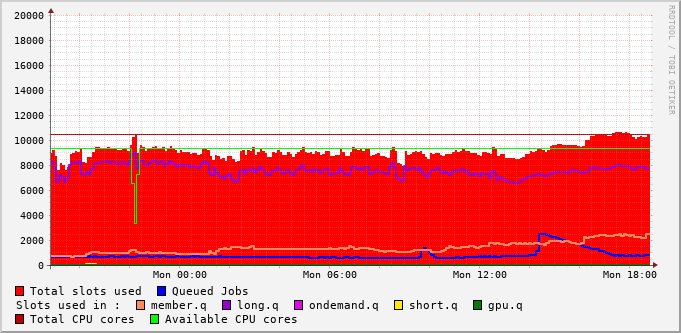 20000
18000
16000
14000
12000
10000
8000
6000
4000
2000
0
Mon 00:00 Mon 06:00 Mon 12:00 Mon 18:00
RRDTOOL / TOBI OETIKER
Total slots used Queued Jobs
Slots used in : member.q long.q ondemand.q short.q gpu.q
Total CPU cores Available CPU cores